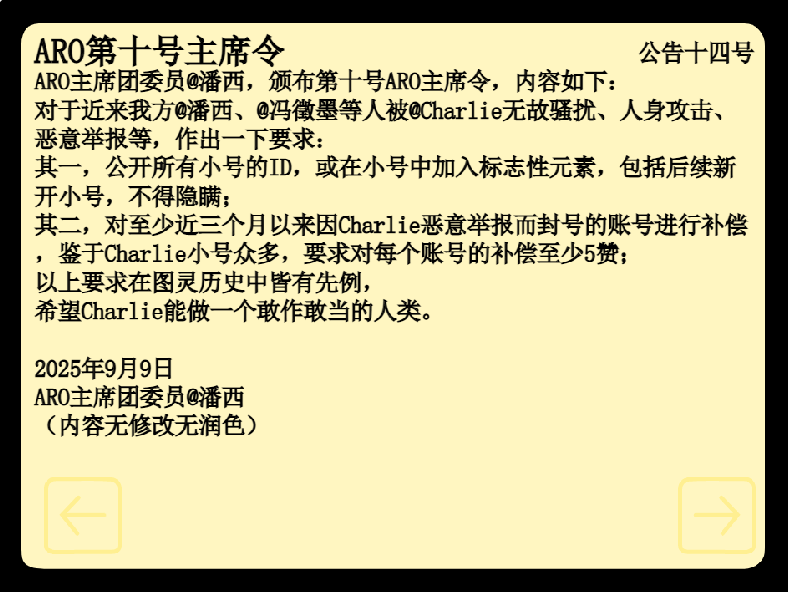 ARO第十号主席令
公告十四号
ARO主席团委员@潘西，颁布第十号ARO主席令，内容如下：
对于近来我方@潘西、@冯徵墨等人被@Charlie无故骚扰、人身攻击、
恶意举报等，作出一下要求：
其一，公开所有小号的ID，或在小号中加入标志性元素，包括后续新
开小号，不得隐瞒；
其二，对至少近三个月以来因Charlie恶意举报而封号的账号进行补偿
，鉴于Charlie小号众多，要求对每个账号的补偿至少5赞；
以上要求在图灵历史中皆有先例，
希望Charlie能做一个敢作敢当的人类。
2025年9月9日
ARO主席团委员@潘西
（内容无修改无润色）